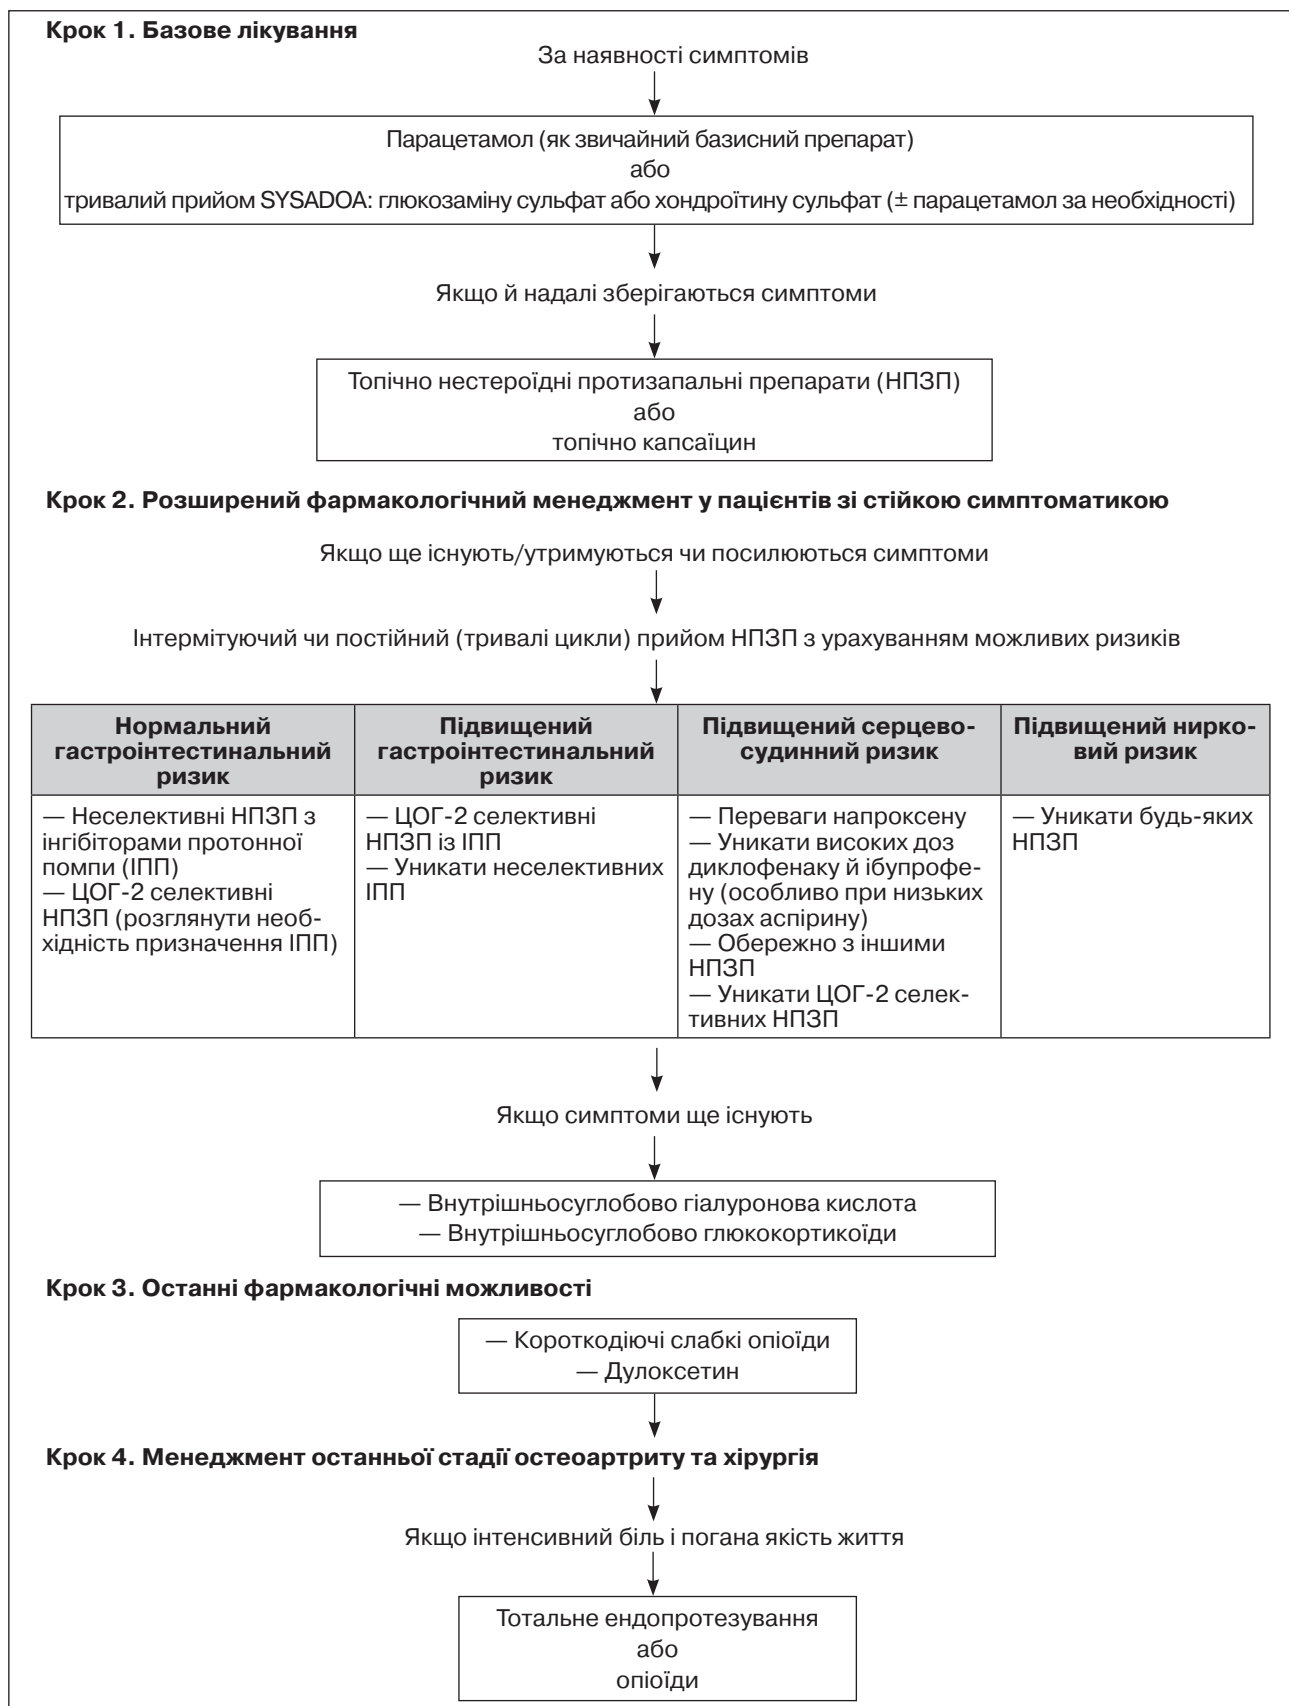 Крок 1. Базове лікування
За наявності симптомів
Парацетамол (як звичайний базисний препарат)
або
тривалий прийом SYSADOA: глюкозаміну сульфат або хондроїтину сульфат (± парацетамол за необхідності)
Якщо й надалі зберігаються симптоми
Топічно нестероїдні протизапальні препарати (НПЗП)
або
топічно капсаїцин
Крок 2. Розширений фармакологічний менеджмент у пацієнтів зі стійкою симптоматикою
Якщо ще існують/утримуються чи посилюються симптоми
Інтермітуючий чи постійний (тривалі цикли) прийом НПЗП з урахуванням можливих ризиків
Нормальний
гастроінтестинальний
ризик
Підвищений
гастроінтестинальний
ризик
Підвищений серцево-
судинний ризик
Підвищений нирко-
вий ризик
— Неселективні НПЗП з
інгібіторами протонної
помпи (ІПП)
— ЦОГ-2 селективні
НПЗП (розглянути необ-
хідність призначення ІПП)
— ЦОГ-2 селективні
НПЗП із ІПП
— Уникати неселективних
ІПП
— Переваги напроксену
— Уникати високих доз
диклофенаку й ібупрофе-
ну (особливо при низьких
дозах аспірину)
— Обережно з іншими
НПЗП
— Уникати ЦОГ-2 селек-
тивних НПЗП
— Уникати будь-яких
НПЗП
Якщо симптоми ще існують
— Внутрішньосуглобово гіалуронова кислота
— Внутрішньосуглобово глюкокортикоїди
Крок 3. Останні фармакологічні можливості
— Короткодіючі слабкі опіоїди
— Дулоксетин
Крок 4. Менеджмент останньої стадії остеоартриту та хірургія
Якщо інтенсивний біль і погана якість життя
Тотальне ендопротезування
або
опіоїди